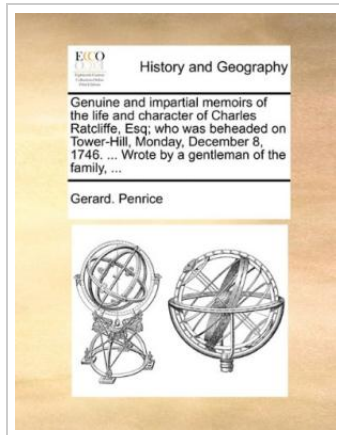 ECCO
History and Geography
Genuine and impartial memoirs of
the life and character of Charles
Ratcliffe, Esq; who was beheaded on
Tower-Hill, Monday, December 8,
1746. ... Wrote by a gentleman of the
family, ...
Gerard. Penrice